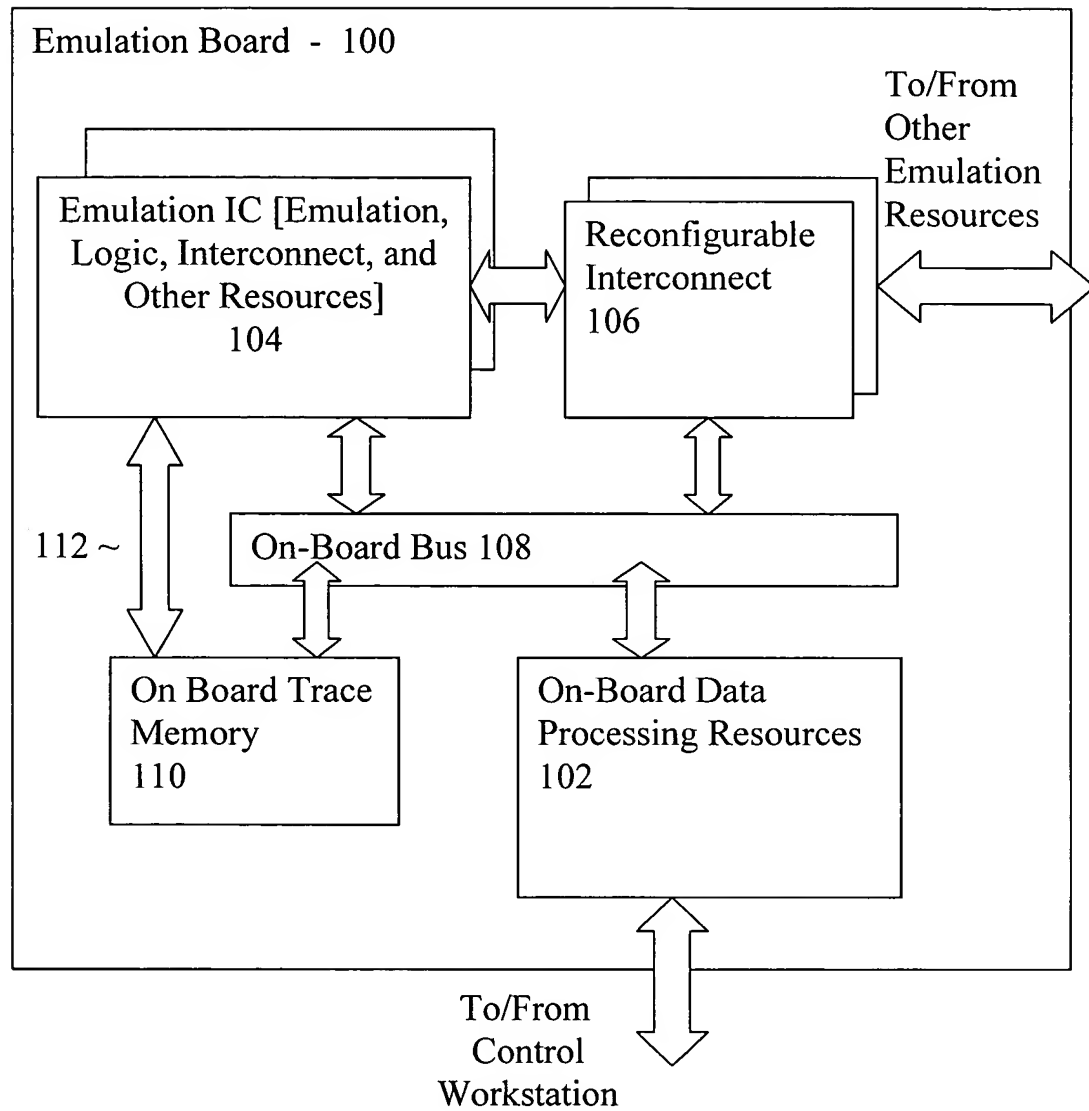 Emulation Board - 100
To/From
Other
Emulation
Resources
Emulation IC [Emulation,
Logic, Interconnect, and
Other Resources]
104
Reconfigurable
Interconnect
106
112 ~
On-Board Bus 108
On Board Trace
Memory
110
On-Board Data
Processing Resources
102
To/From
Control
Workstation